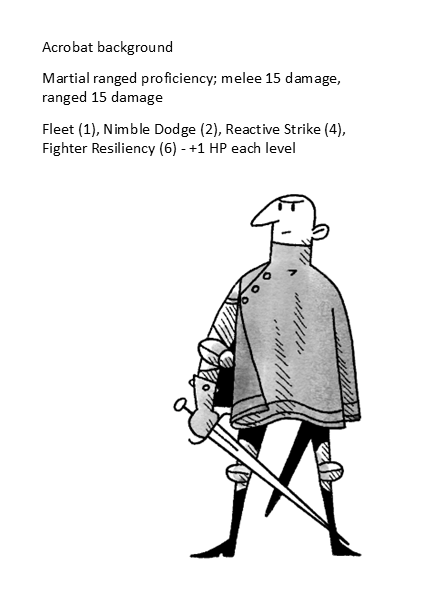 Acrobat background
Martial ranged proficiency; melee 15 damage,
ranged 15 damage
Fleet (1), Nimble Dodge (2), Reactive Strike (4),
Fighter Resiliency (6) - +1 HP each level